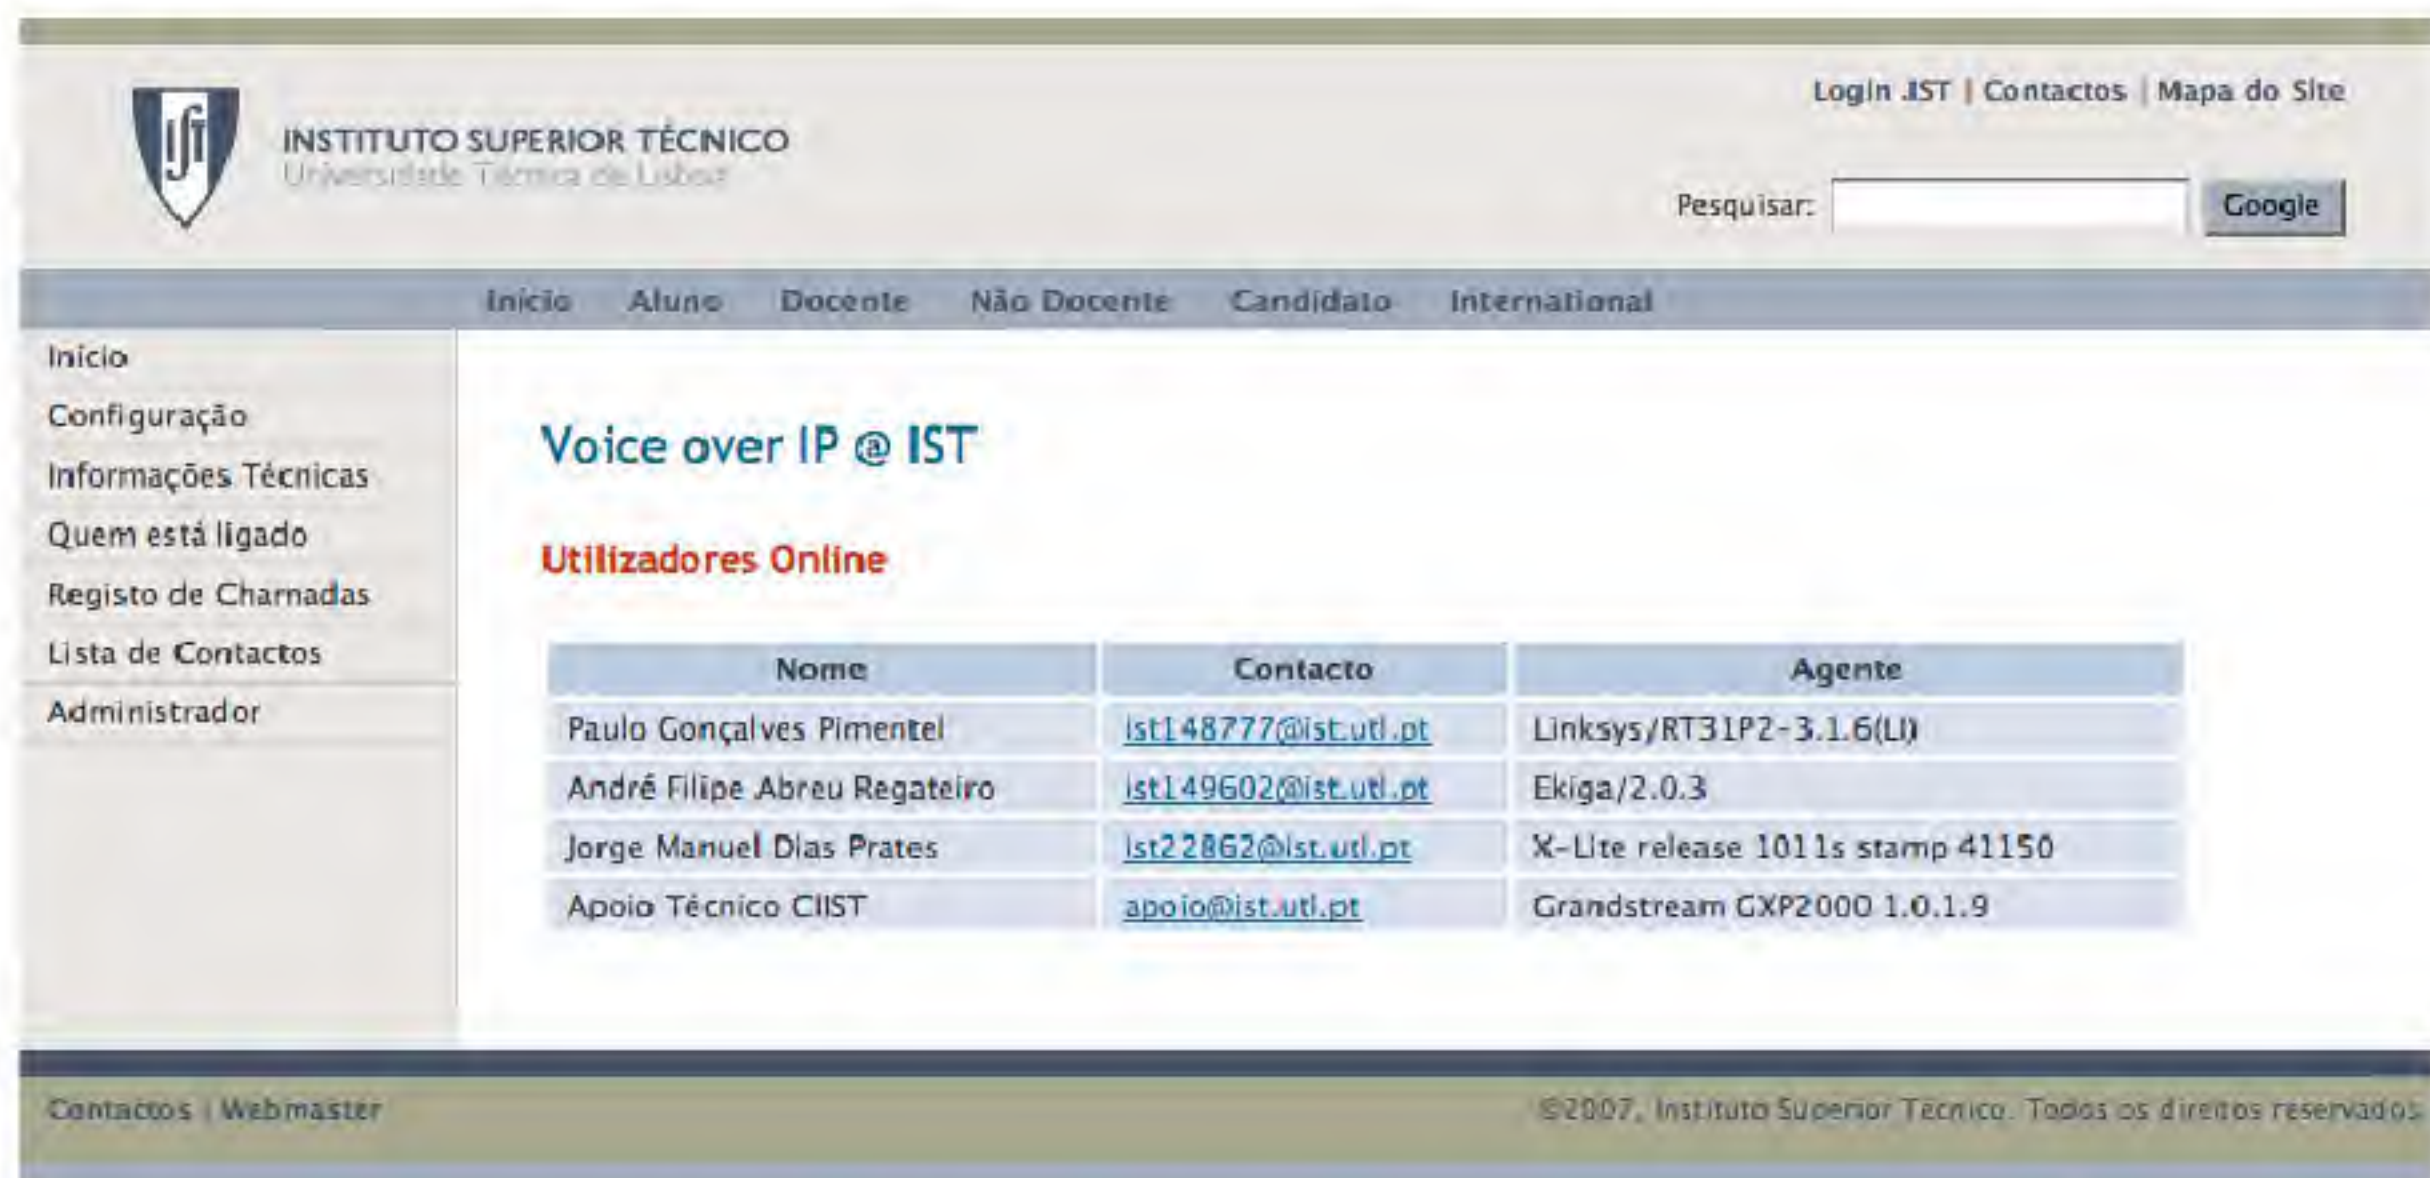 Login .IST | Contactos | Mapa do Site
IST
INSTITUTO SUPERIOR TÉCNICO
Universidade Técnica de Lisboa
Pesquisar:
Google
Início Aluno Docente Não Docente Candidato International
Início
Configuração
Informações Técnicas
Quem está ligado
Registo de Chamadas
Lista de Contactos
Administrador
Voice over IP @ IST
Utilizadores Online
Nome Contacto Agente
Paulo Gonçalves Pimentel ist148777@ist.utl.pt Linksys/RT31P2-3.1.6(LI)
André Filipe Abreu Regateiro ist149602@ist.utl.pt Ekiga/2.0.3
Jorge Manuel Dias Prates ist22862@ist.utl.pt X-Lite release 1011s stamp 41150
Apoio Técnico CIIST apoio@ist.utl.pt Grandstream GXP2000 1.0.1.9
Contactos | Webmaster
©2007, Instituto Superior Técnico. Todos os direitos reservados.